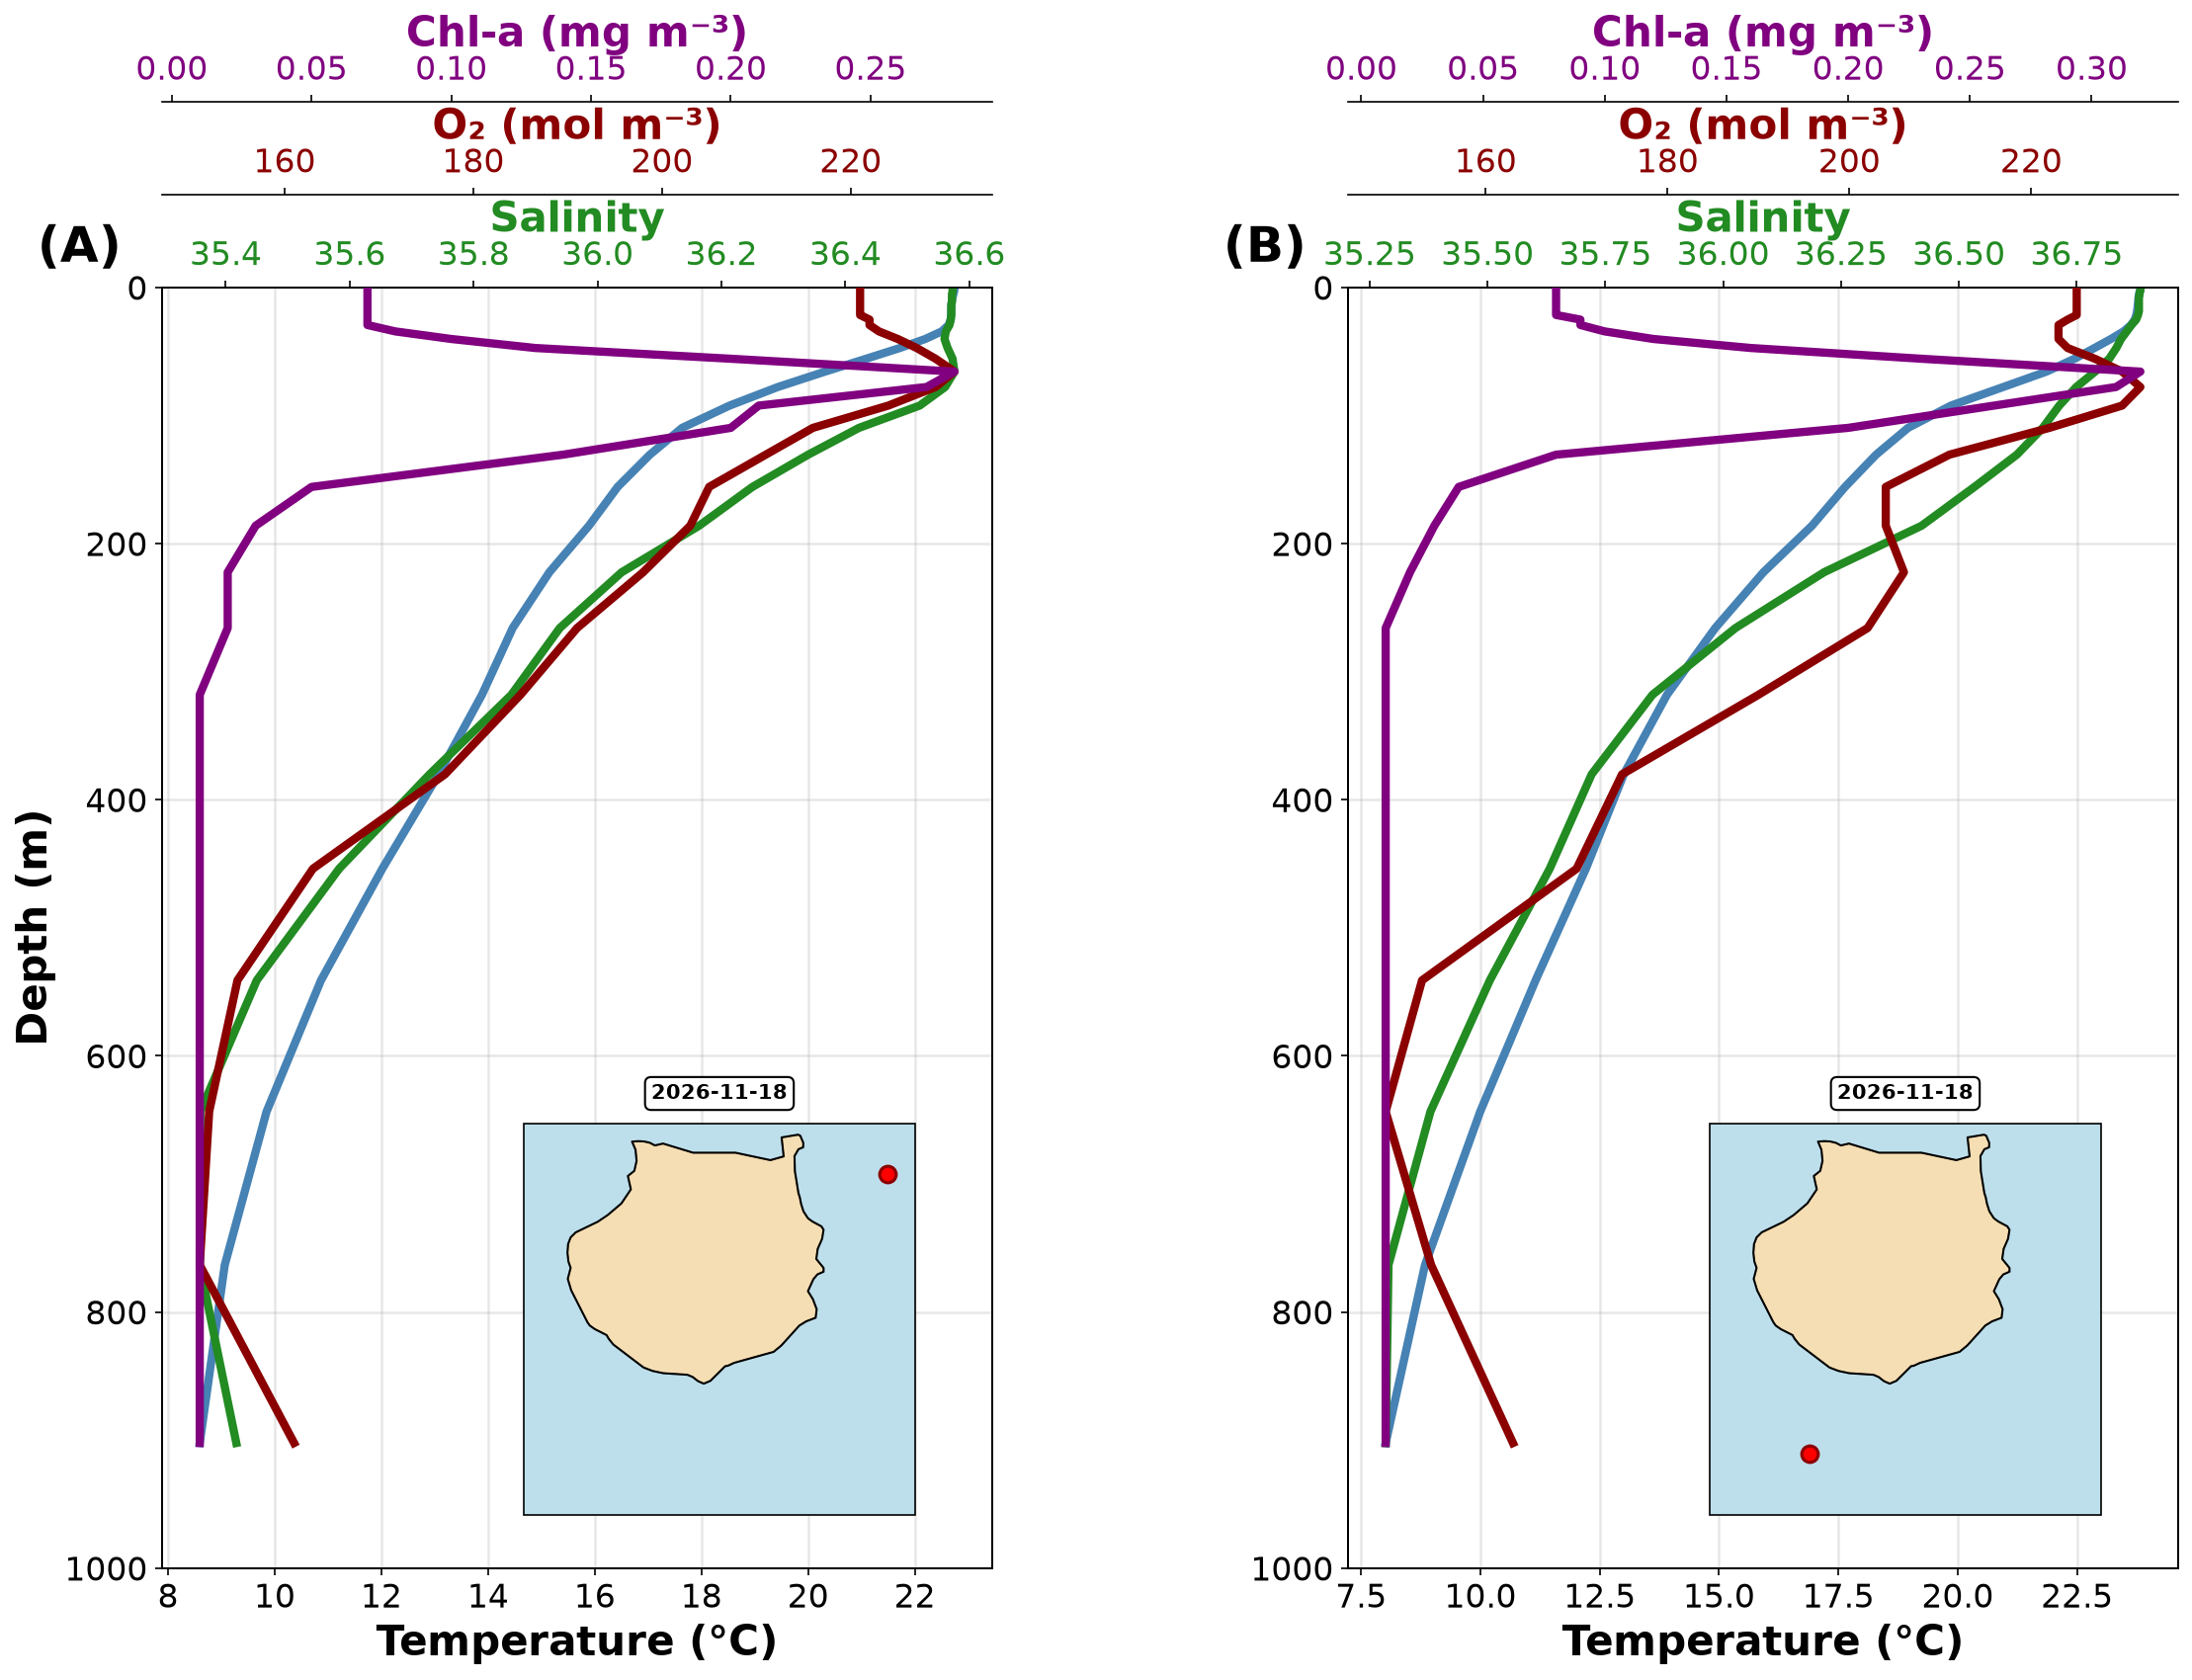 Chl-a (mg m⁻³)
0.00 0.05 0.10 0.15 0.20 0.25
O₂ (mol m⁻³)
160 180 200 220
Salinity
(A)
35.4 35.6 35.8 36.0 36.2 36.4 36.6
0
200
400
600
800
1000
Depth (m)
2026-11-18
8 10 12 14 16 18 20 22
Temperature (°C)
Chl-a (mg m⁻³)
0.00 0.05 0.10 0.15 0.20 0.25 0.30
O₂ (mol m⁻³)
160 180 200 220
Salinity
(B)
35.25 35.50 35.75 36.00 36.25 36.50 36.75
0
200
400
600
800
1000
2026-11-18
7.5 10.0 12.5 15.0 17.5 20.0 22.5
Temperature (°C)